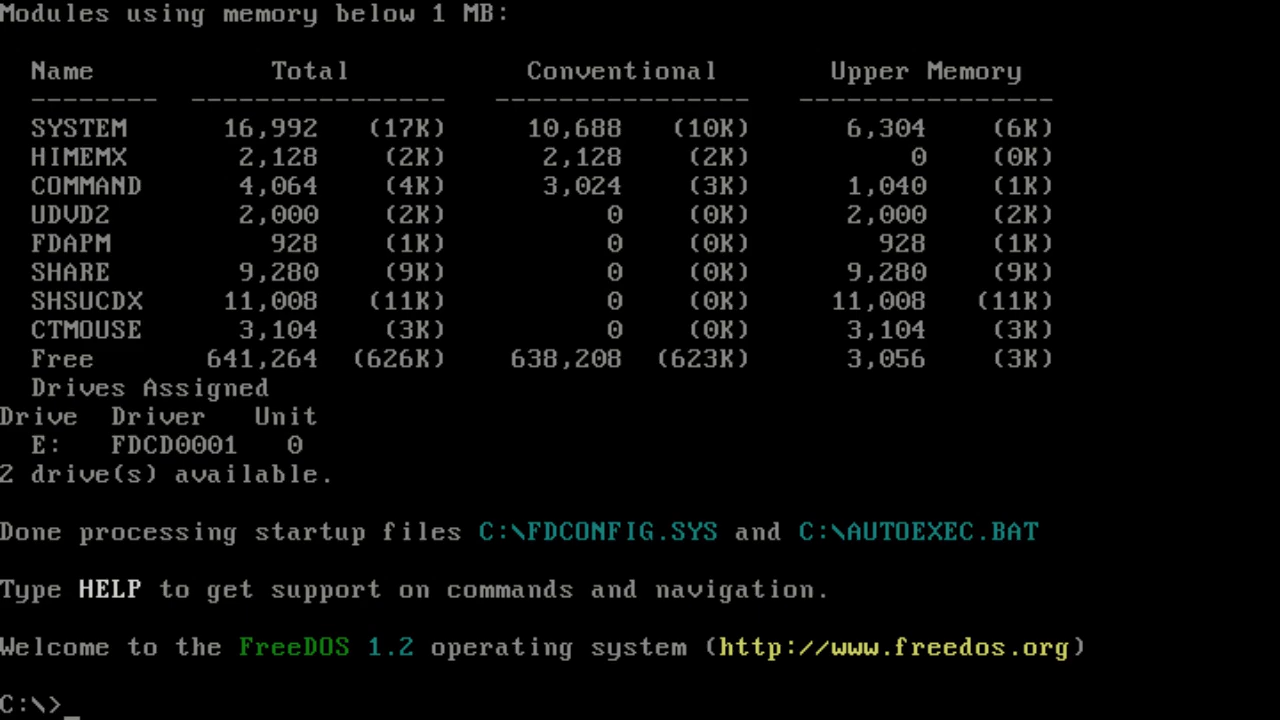 Modules using memory below 1 MB:
Name Total Conventional Upper Memory
-------- ---------------- ---------------- ----------------
SYSTEM 16,992 (17K) 10,688 (10K) 6,304 (6K)
HIMEMX 2,128 (2K) 2,128 (2K) 0 (0K)
COMMAND 4,064 (4K) 3,024 (3K) 1,040 (1K)
UDVD2 2,000 (2K) 0 (0K) 2,000 (2K)
FDAPM 928 (1K) 0 (0K) 928 (1K)
SHARE 9,280 (9K) 0 (0K) 9,280 (9K)
SHSUCDX 11,008 (11K) 0 (0K) 11,008 (11K)
CTMOUSE 3,104 (3K) 0 (0K) 3,104 (3K)
Free 641,264 (626K) 638,208 (623K) 3,056 (3K)
Drives Assigned
Drive Driver Unit
E: FDCD0001 0
2 drive(s) available.
Done processing startup files C:\FDCONFIG.SYS and C:\AUTOEXEC.BAT
Type HELP to get support on commands and navigation.
Welcome to the FreeDOS 1.2 operating system (http://www.freedos.org)
C:\>_